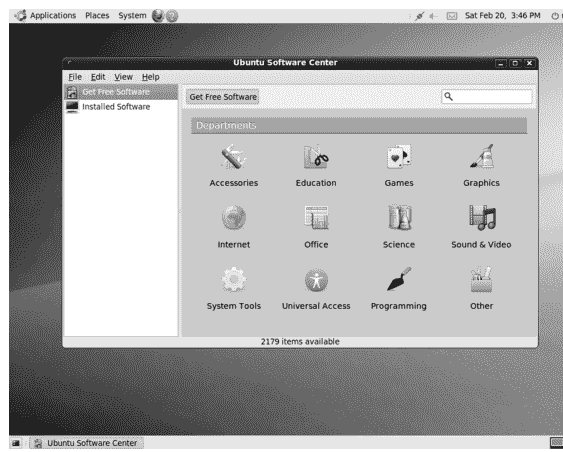 Applications Places System Sat Feb 20, 3:46 PM
Ubuntu Software Center
File Edit View Help
Get Free Software
Installed Software
Get Free Software
Departments
Accessories Education Games Graphics
Internet Office Science Sound & Video
System Tools Universal Access Programming Other
2179 items available
Ubuntu Software Center